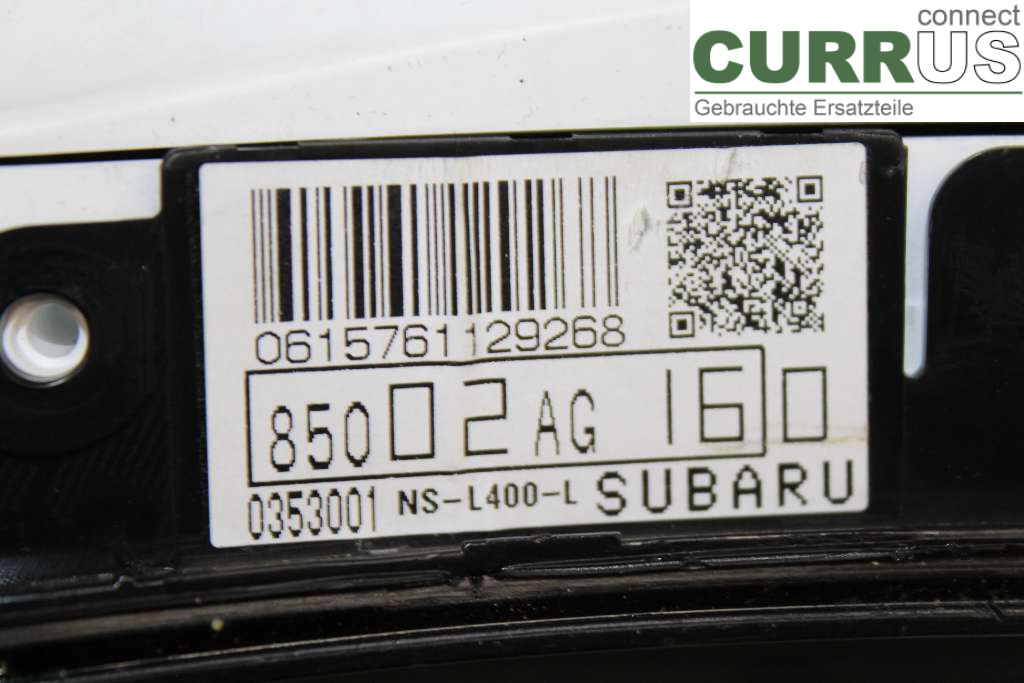 connect
CURRUS
Gebrauchte Ersatzteile
0615761129268
85002AG160
0353001 NS-L400-L SUBARU